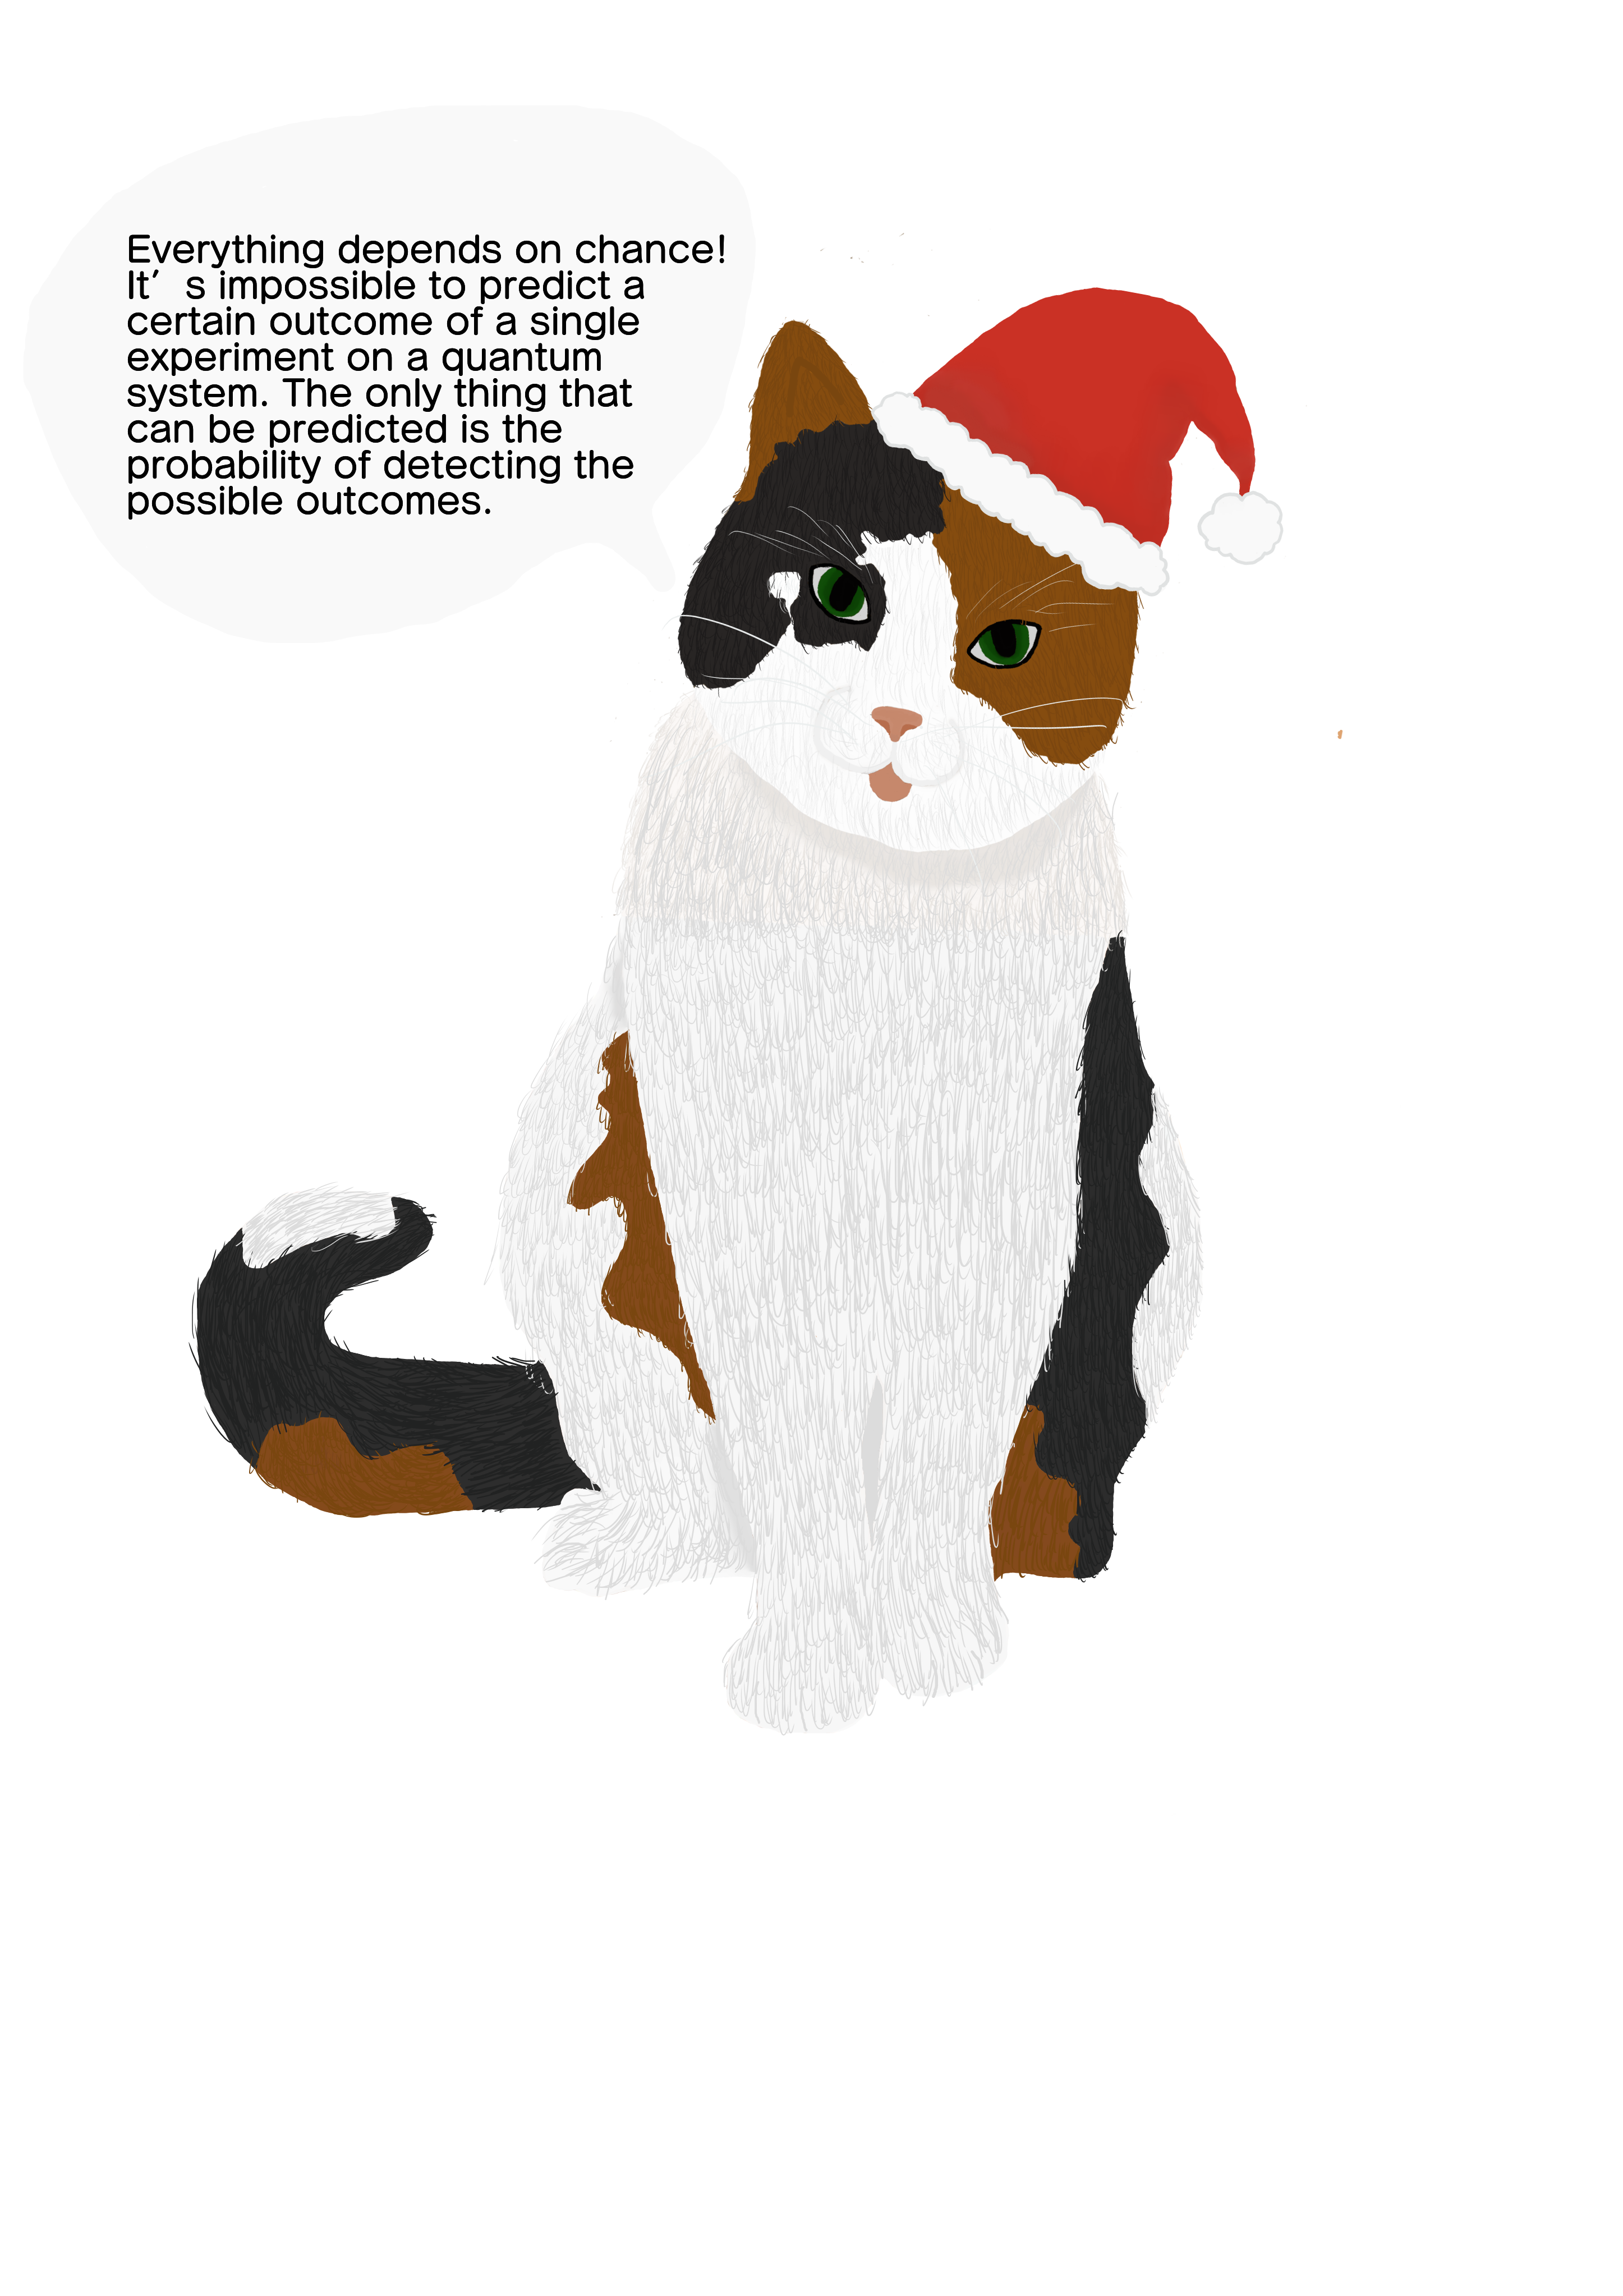 Everything depends on chance!
It’ s impossible to predict a
certain outcome of a single
experiment on a quantum
system. The only thing that
can be predicted is the
probability of detecting the
possible outcomes.